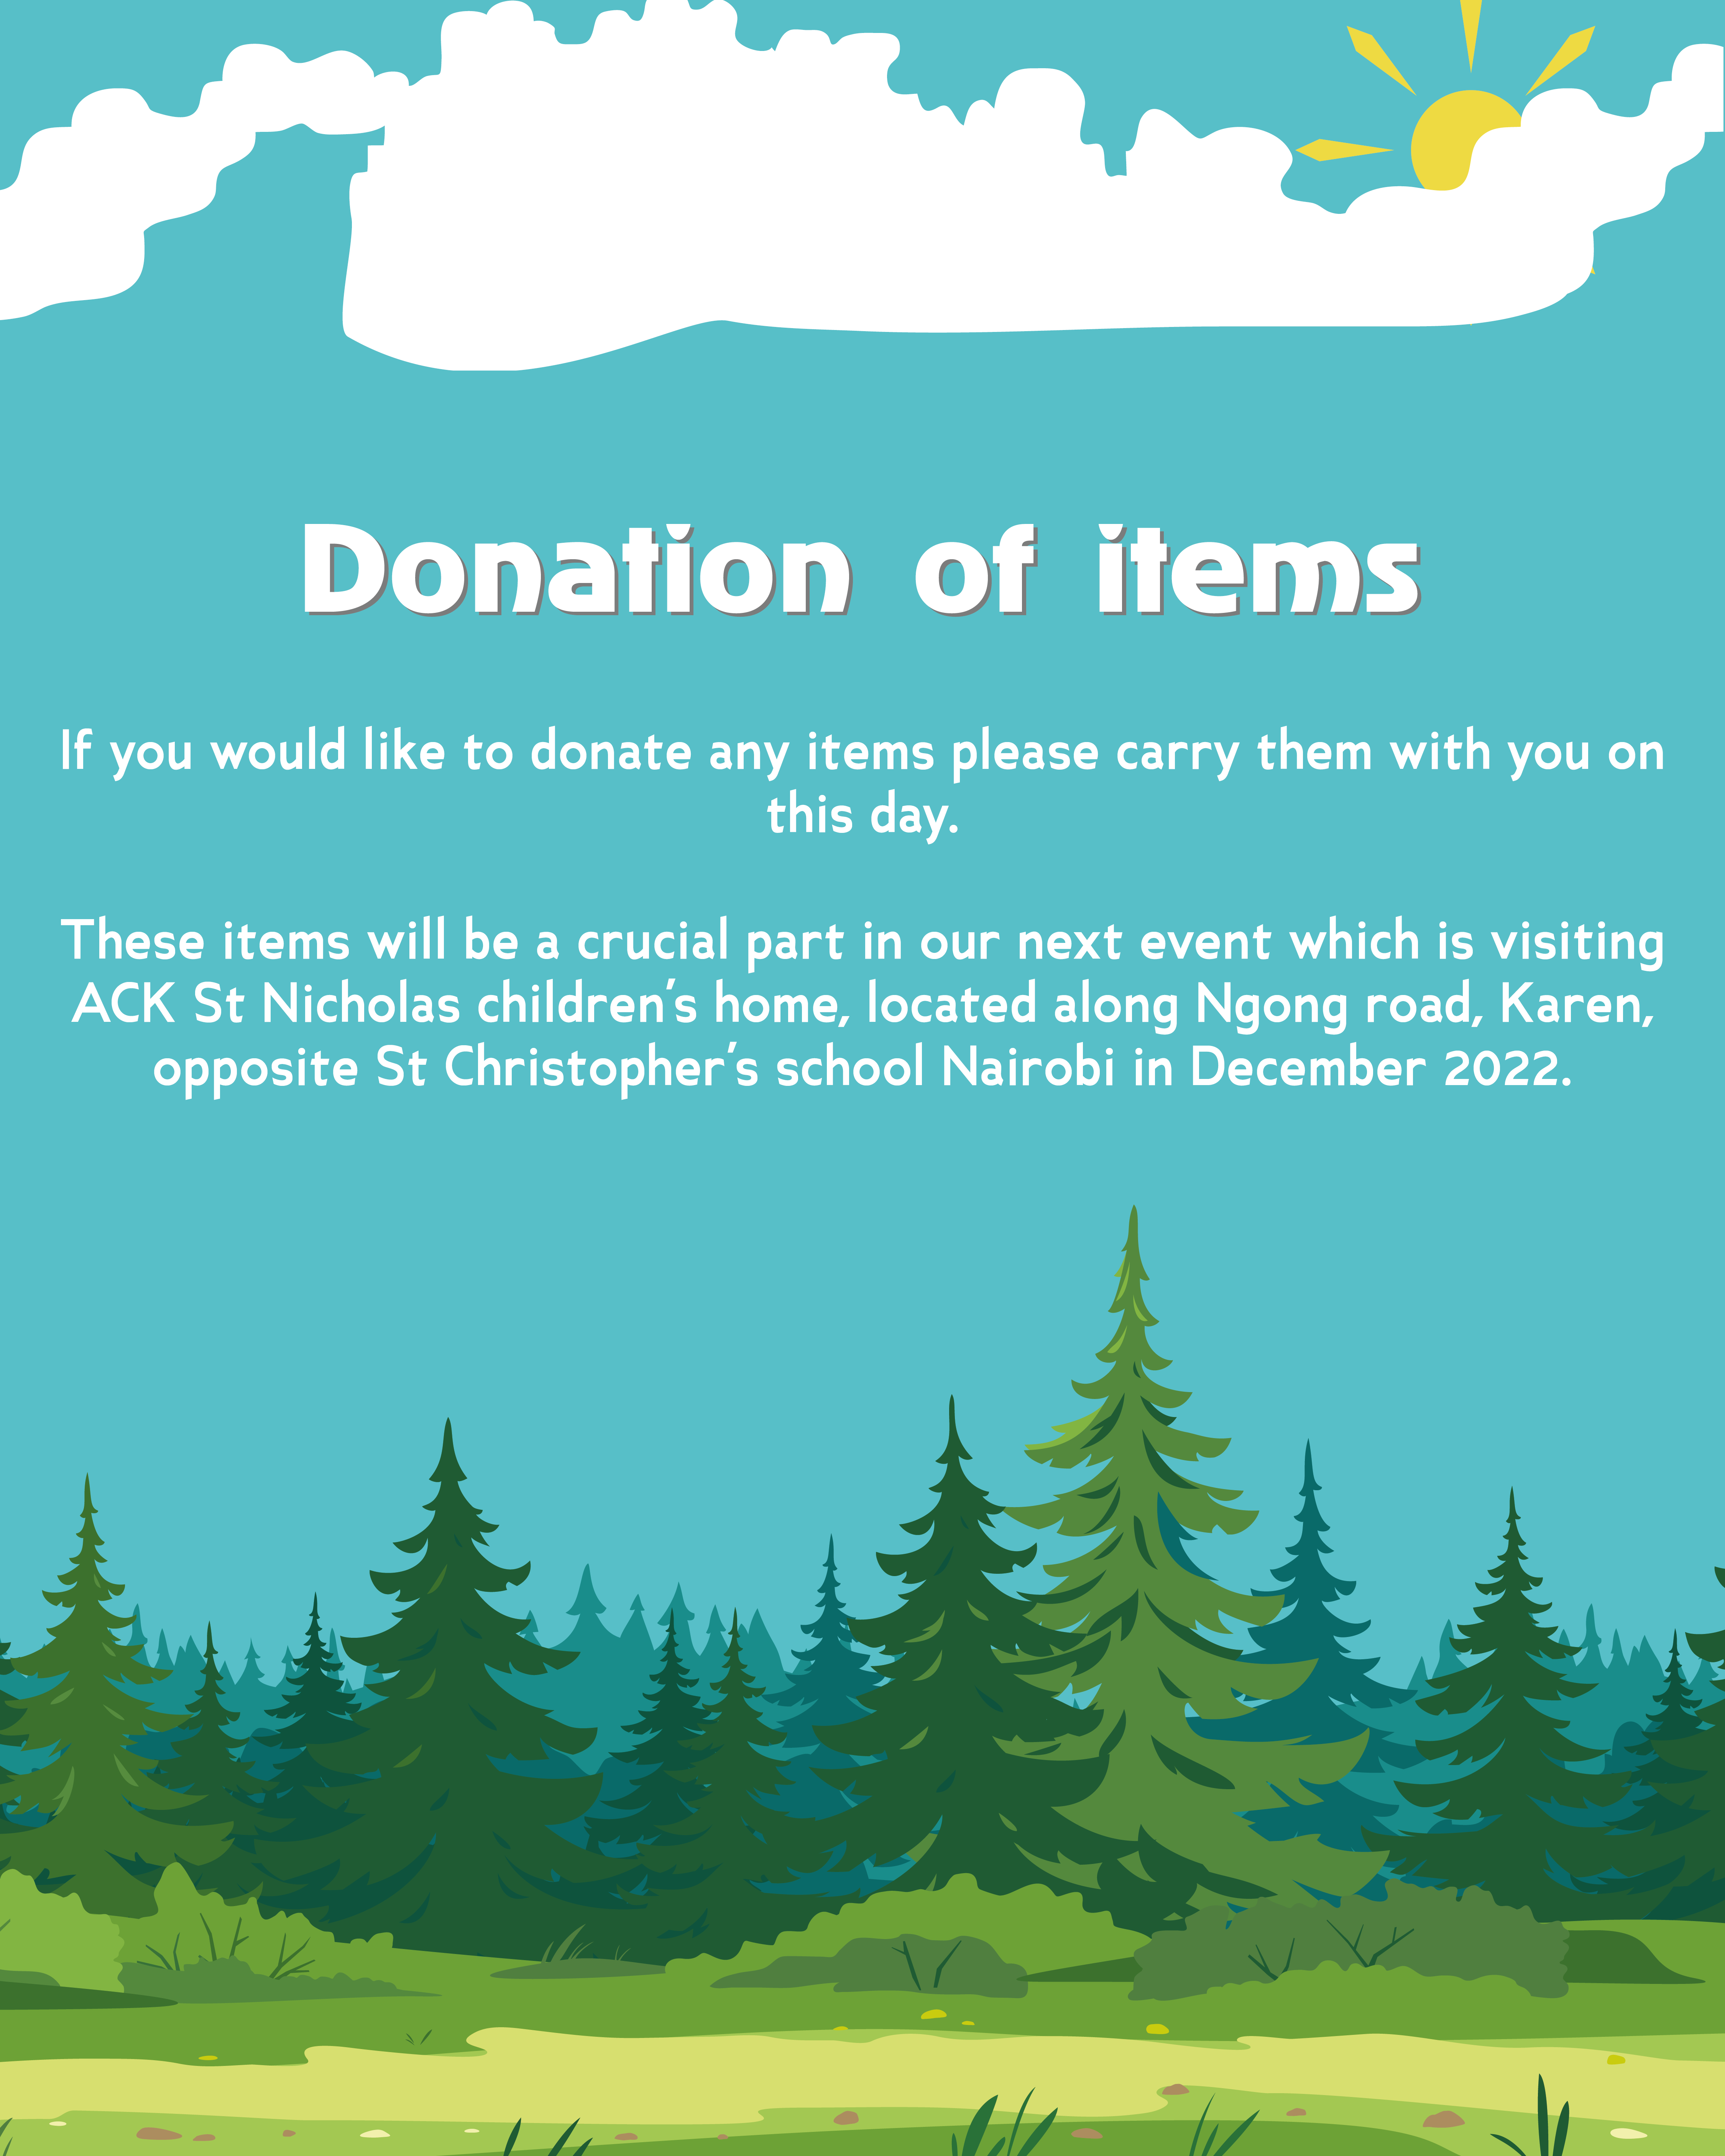 Donation of items
If you would like to donate any items please carry them with you on
this day.
These items will be a crucial part in our next event which is visiting
ACK St Nicholas children's home, located along Ngong road, Karen,
opposite St Christopher's school Nairobi in December 2022.